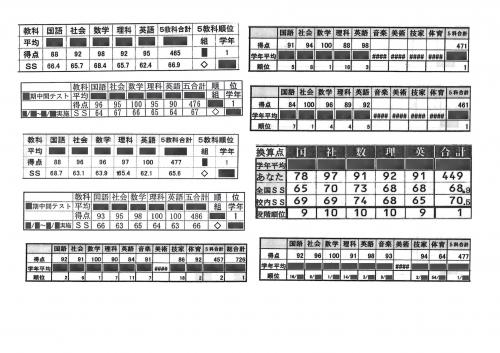 教科 国語 社会 数学 理科 英語 5教科合計 5教科順位
平均 組 学年
得点 88 92 98 92 95 465 1
SS 66.4 65.7 68.4 65.7 62.4 66.9
期中間テスト 教科 国語 社会 数学 理科 英語 五合計 順 位
平均 組 学年
得点 96 95 100 95 90 476 1
実施 SS 64 67 66 65 64 67 ◇
教科 国語 社会 数学 理科 英語 5教科合計 5教科順位
平均 組 学年
得点 88 96 96 97 100 477 1
SS 68.7 63.1 63.9 65.4 62.1 65.6 ◇
期中間テスト 教科 国語 社会 数学 理科 英語 五合計 順 位
平均 組 学年
得点 93 95 98 100 100 486 1
実施 SS 66 63 65 64 63 66 ◇
国語 社会 数学 理科 英語 音楽 美術 技家 体育 5科合計 総合計
得点 92 91 100 90 84 91 86 92 457 726
学年平均 ####
順位 2 6 1 7 11 7 18 2 2 1
国語 社会 数学 理科 英語 音楽 美術 技家 体育 5科合計
得点 91 94 100 88 98 471
学年平均 #### #### #### ####
順位 5 8 1 16 3 1
国語 社会 数学 理科 英語 音楽 美術 技家 体育 5科合計
得点 84 100 96 89 92 461
学年平均 #### #### #### ####
順位 1 1 4 4 5 1
換算点 国 社 数 理 英 合計
学年平均
あなた 78 97 91 92 91 449
全国SS 65 70 73 68 68 68.9
校内SS 69 70 69 68 65 70.5
段階順位 9 10 10 10 9 1
国語 社会 数学 理科 英語 音楽 美術 技家 体育 5科合計
得点 92 96 91 98 100 93 94 64 477
学年平均 ####
順位